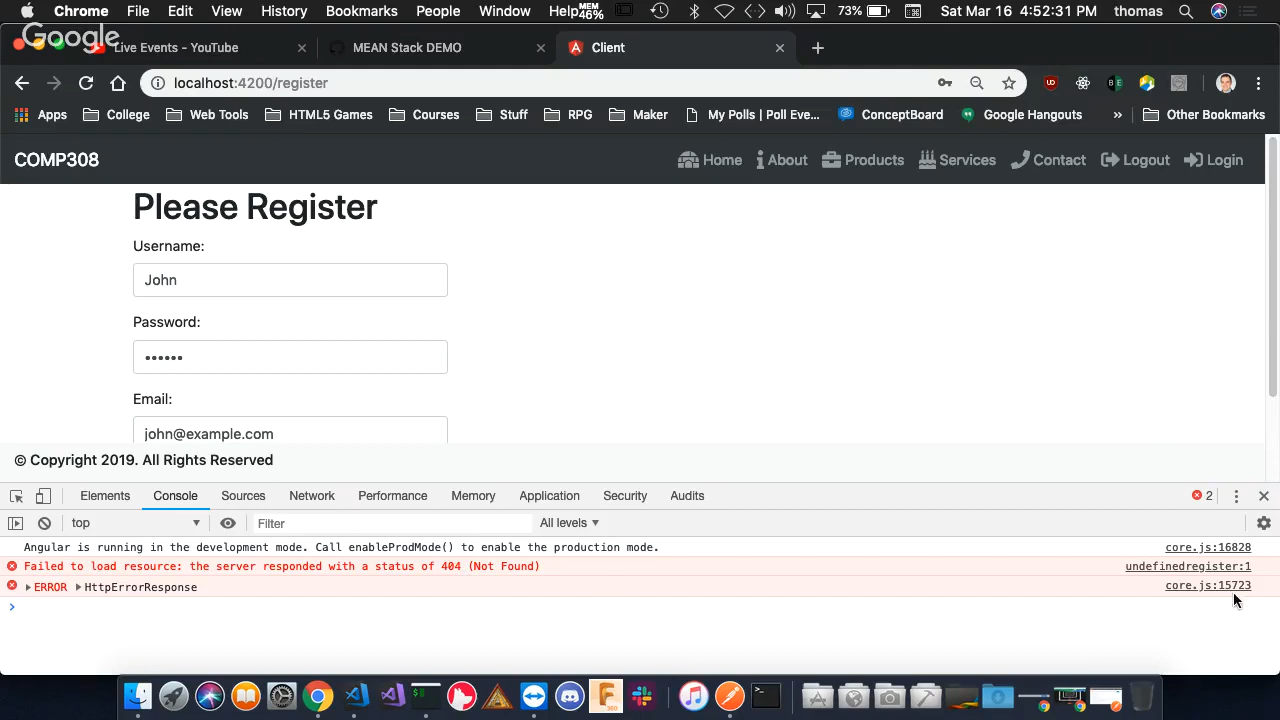 Chrome File Edit View History Bookmarks People Window Help MEM 46% 73% Sat Mar 16 4:52:31 PM thomas
Google
Live Events - YouTube MEAN Stack DEMO Client
localhost:4200/register
Apps College Web Tools HTML5 Games Courses Stuff RPG Maker My Polls | Poll Eve... ConceptBoard Google Hangouts » Other Bookmarks
COMP308 Home About Products Services Contact Logout Login
Please Register
Username:
John
Password:
••••••
Email:
john@example.com
© Copyright 2019. All Rights Reserved
Elements Console Sources Network Performance Memory Application Security Audits 2
top Filter All levels
Angular is running in the development mode. Call enableProdMode() to enable the production mode. core.js:16828
Failed to load resource: the server responded with a status of 404 (Not Found) undefinedregister:1
ERROR HttpErrorResponse core.js:15723